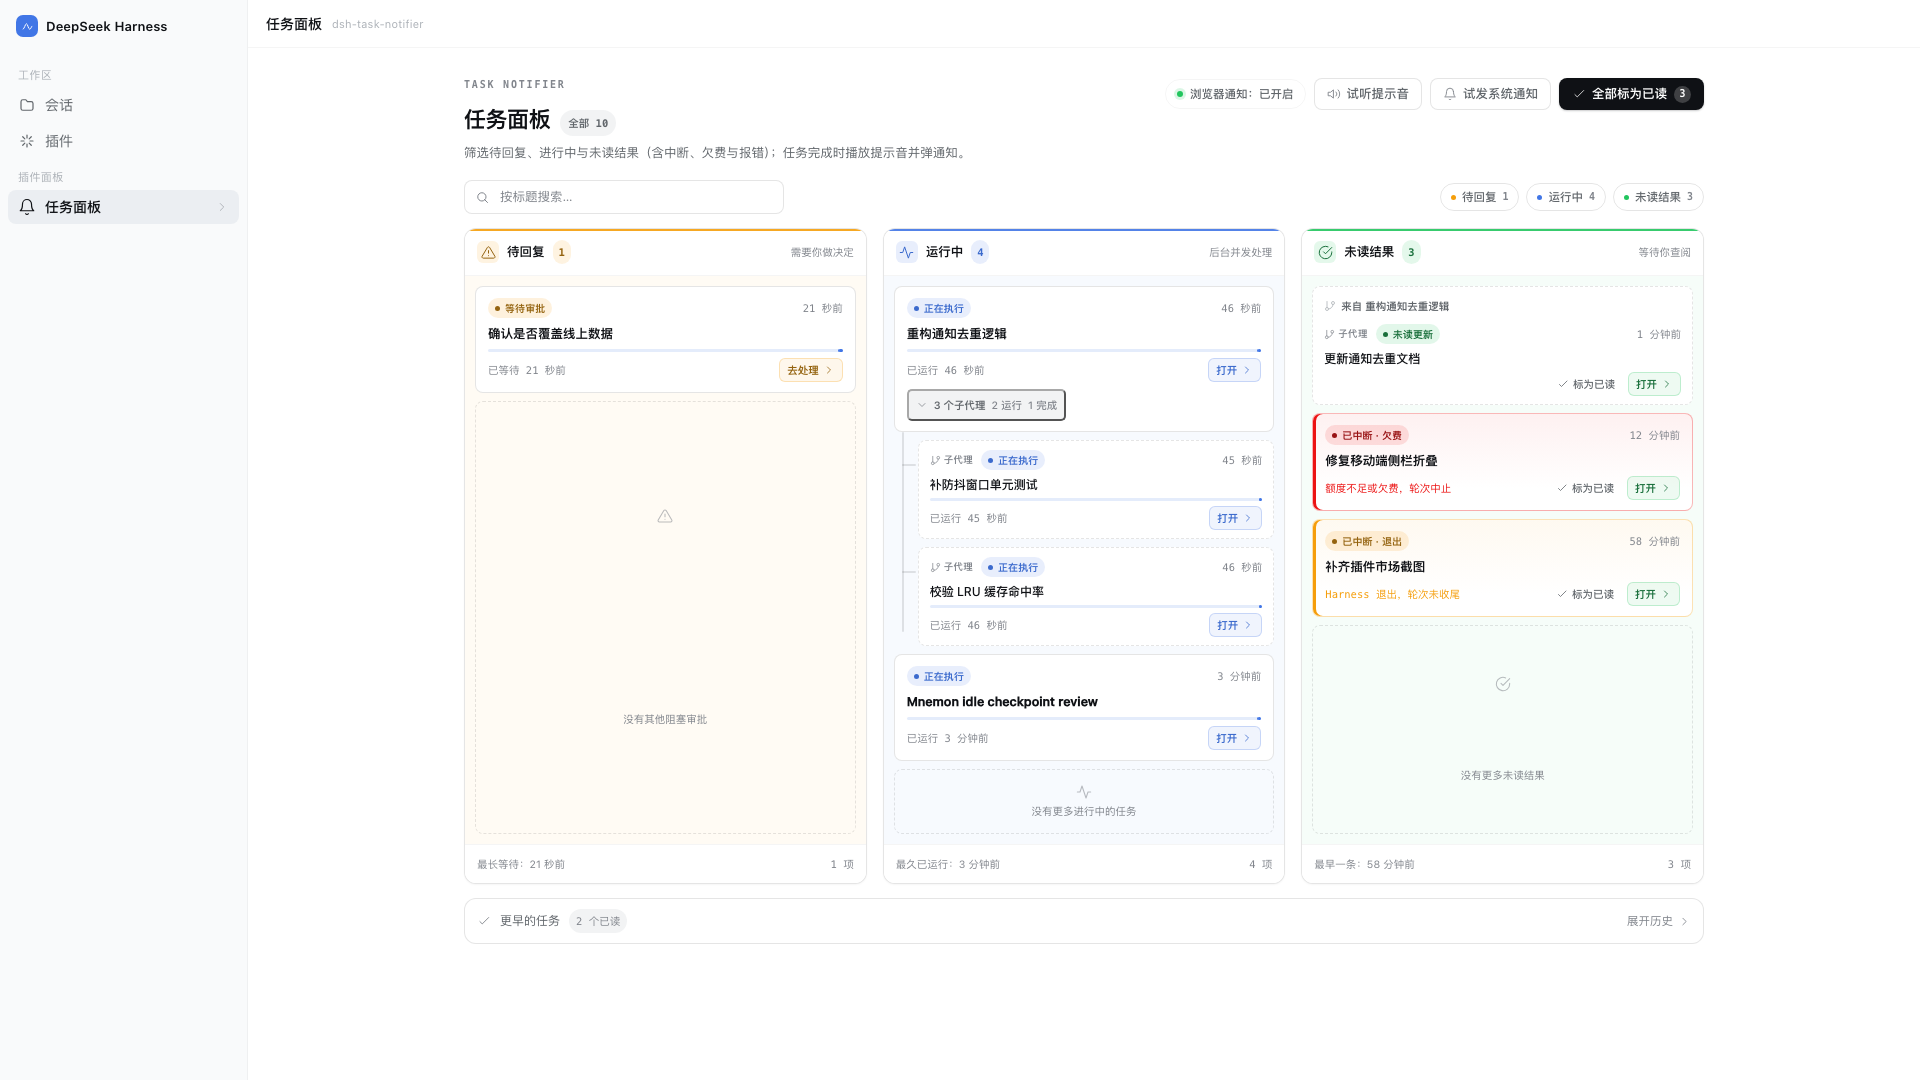 DeepSeek Harness
工作区
会话
插件
插件面板
任务面板
任务面板 dsh-task-notifier
TASK NOTIFIER
任务面板 全部 10
筛选待回复、进行中与未读结果（含中断、欠费与报错）；任务完成时播放提示音并弹通知。
浏览器通知：已开启
试听提示音
试发系统通知
全部标为已读 3
按标题搜索...
待回复 1
运行中 4
未读结果 3
待回复 1 需要你做决定
等待审批 21 秒前
确认是否覆盖线上数据
已等待 21 秒前 去处理
没有其他阻塞审批
最长等待：21 秒前 1 项
运行中 4 后台并发处理
正在执行 46 秒前
重构通知去重逻辑
已运行 46 秒前 打开
3 个子代理 2 运行 1 完成
子代理 正在执行 45 秒前
补防抖窗口单元测试
已运行 45 秒前 打开
子代理 正在执行 46 秒前
校验 LRU 缓存命中率
已运行 46 秒前 打开
正在执行 3 分钟前
Mnemon idle checkpoint review
已运行 3 分钟前 打开
没有更多进行中的任务
最久已运行：3 分钟前 4 项
未读结果 3 等待你查阅
来自 重构通知去重逻辑
子代理 未读更新 1 分钟前
更新通知去重文档
标为已读 打开
已中断 · 欠费 12 分钟前
修复移动端侧栏折叠
额度不足或欠费，轮次中止 标为已读 打开
已中断 · 退出 58 分钟前
补齐插件市场截图
Harness 退出，轮次未收尾 标为已读 打开
没有更多未读结果
最早一条：58 分钟前 3 项
更早的任务 2 个已读 展开历史